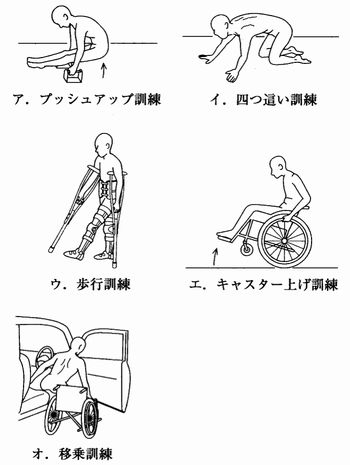 ア．プッシュアップ訓練
イ．四つ這い訓練
ウ．歩行訓練
エ．キャスター上げ訓練
オ．移乗訓練